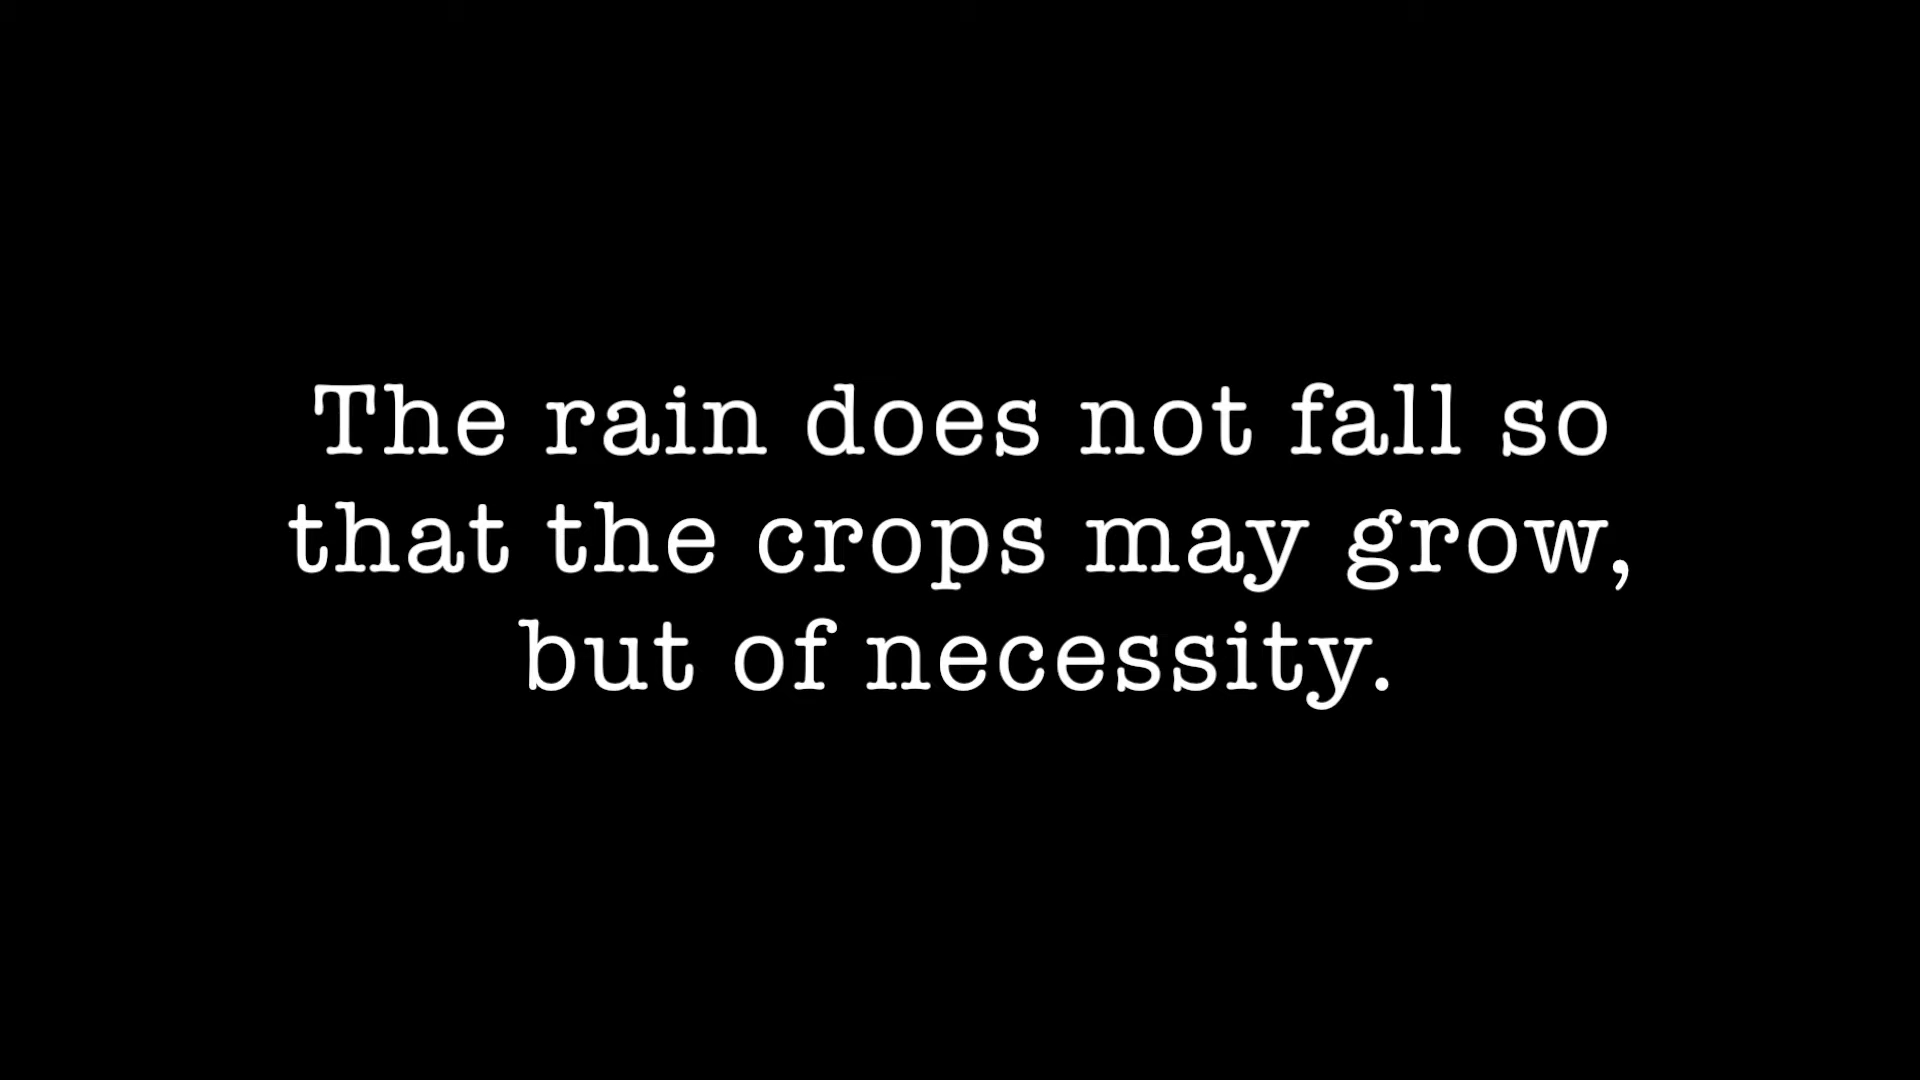 The rain does not fall so
that the crops may grow,
but of necessity.